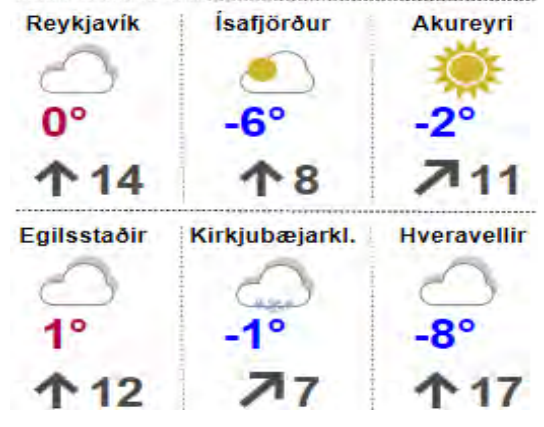 Reykjavík Ísafjörður Akureyri
0° -6° -2°
14 8 11
Egilsstaðir Kirkjubæjarkl. Hveravellir
1° -1° -8°
12 7 17